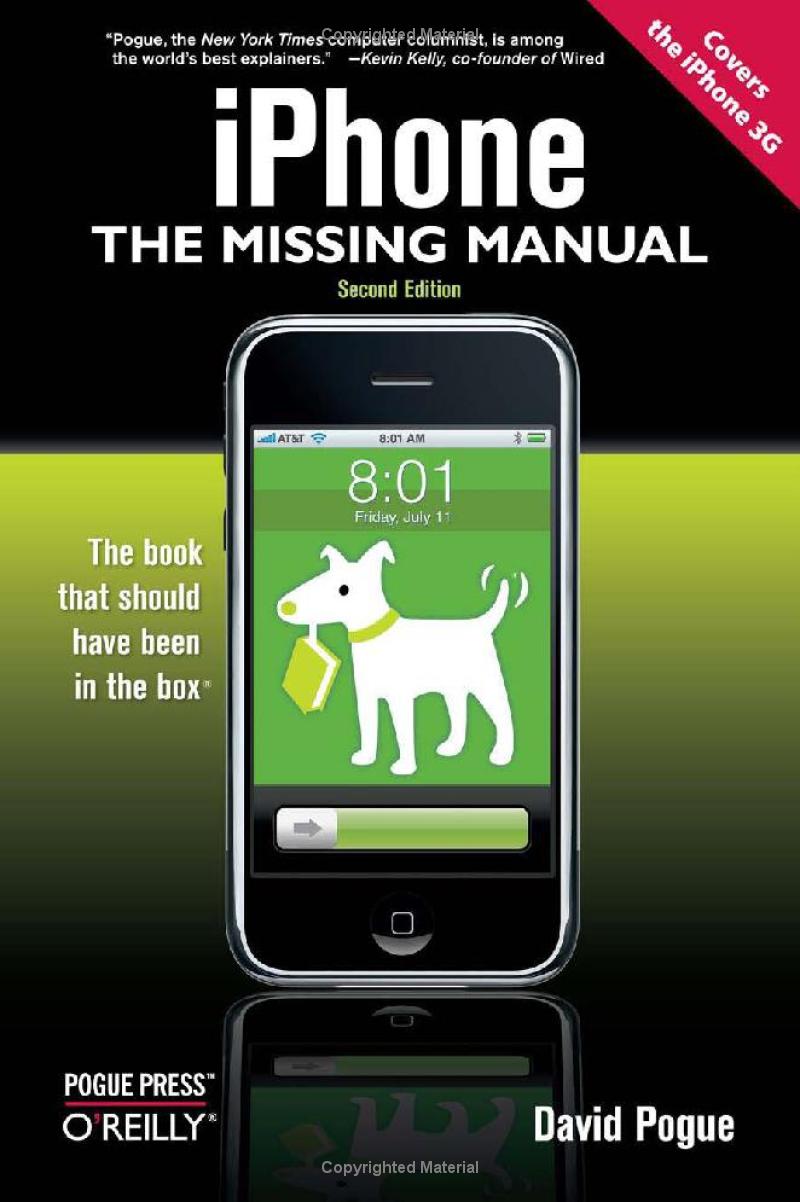 Copyrighted Material
“Pogue, the New York Times computer columnist, is among
the world’s best explainers.” —Kevin Kelly, co-founder of Wired
Covers
the iPhone 3G
iPhone
THE MISSING MANUAL
Second Edition
AT&T 8:01 AM
8:01
Friday, July 11
The book
that should
have been
in the box®
POGUE PRESS™
O’REILLY®
David Pogue
Copyrighted Material